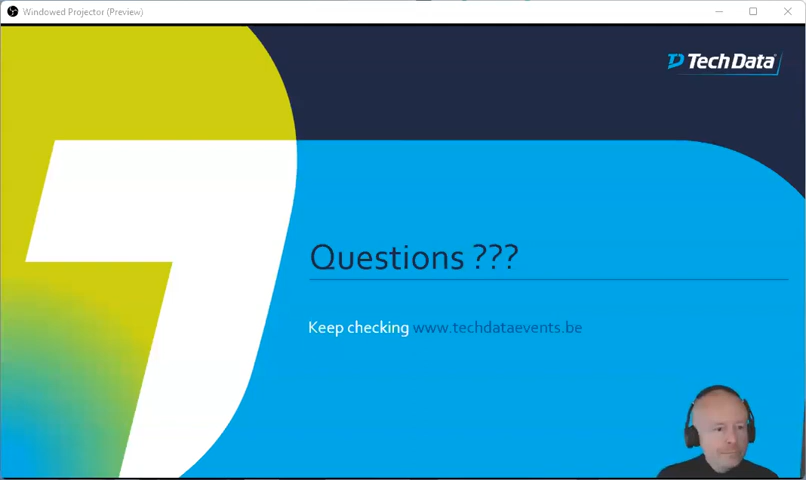 Windowed Projector (Preview)
Tech Data
Questions ???
Keep checking www.techdataevents.be